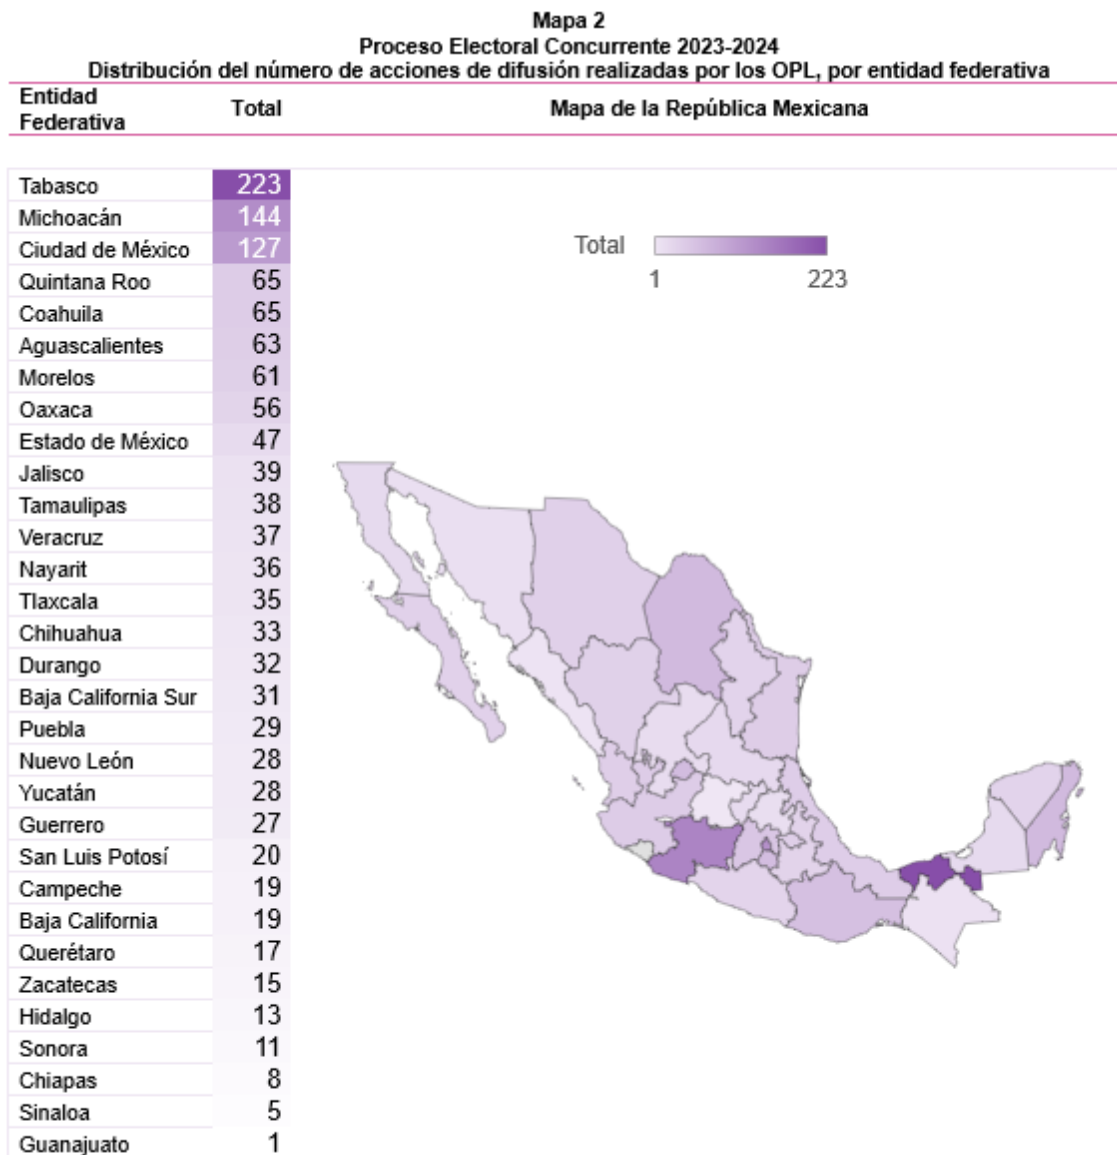 Mapa 2
Proceso Electoral Concurrente 2023-2024
Distribución del número de acciones de difusión realizadas por los OPL, por entidad federativa
Entidad Federativa Total Mapa de la República Mexicana
Tabasco 223
Michoacán 144
Ciudad de México 127
Quintana Roo 65
Coahuila 65
Aguascalientes 63
Morelos 61
Oaxaca 56
Estado de México 47
Jalisco 39
Tamaulipas 38
Veracruz 37
Nayarit 36
Tlaxcala 35
Chihuahua 33
Durango 32
Baja California Sur 31
Puebla 29
Nuevo León 28
Yucatán 28
Guerrero 27
San Luis Potosí 20
Campeche 19
Baja California 19
Querétaro 17
Zacatecas 15
Hidalgo 13
Sonora 11
Chiapas 8
Sinaloa 5
Guanajuato 1
Total
1 223